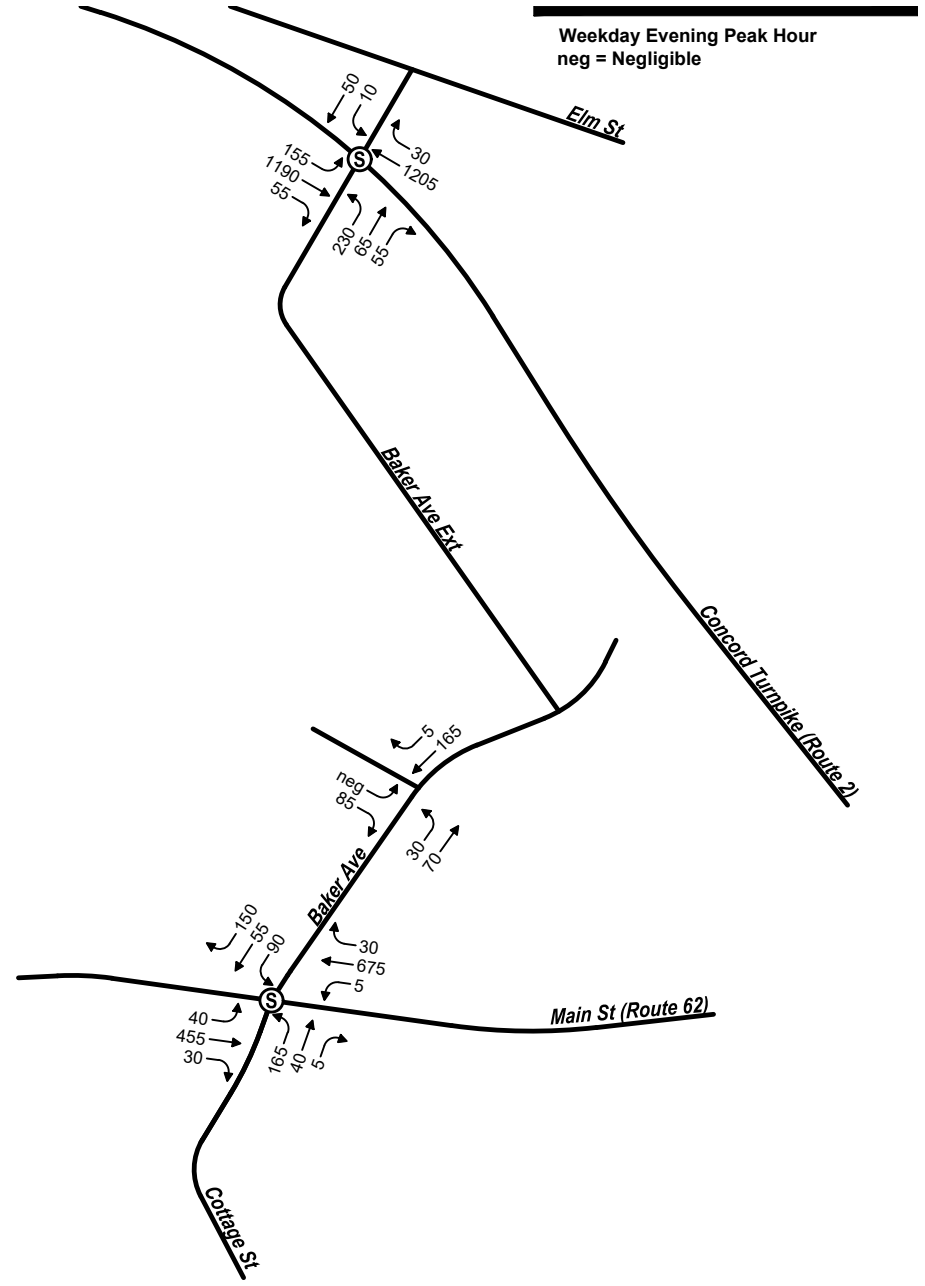 Weekday Evening Peak Hour
neg = Negligible
Elm St
50
10
S
30
1205
155
1190
55
230
65
55
Baker Ave Ext
Concord Turnpike (Route 2)
5
165
neg
85
30
70
Baker Ave
150
55
90
30
675
5
S
Main St (Route 62)
40
455
30
165
40
5
Cottage St